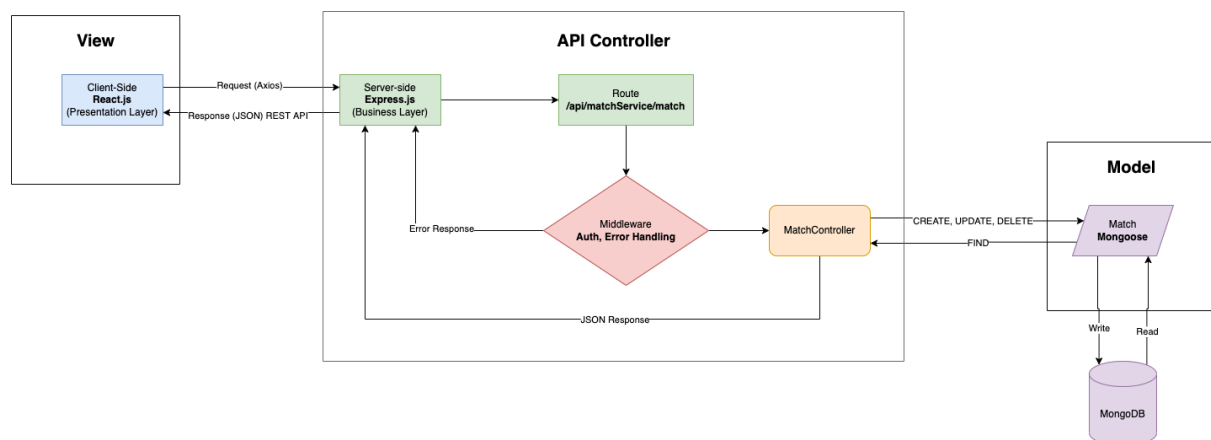 View
API Controller
Client-Side
React.js
(Presentation Layer)
Request (Axios)
Response (JSON) REST API
Server-side
Express.js
(Business Layer)
Route
/api/matchService/match
Error Response
Middleware
Auth, Error Handling
MatchController
JSON Response
CREATE, UPDATE, DELETE
FIND
Model
Match
Mongoose
Write
Read
MongoDB